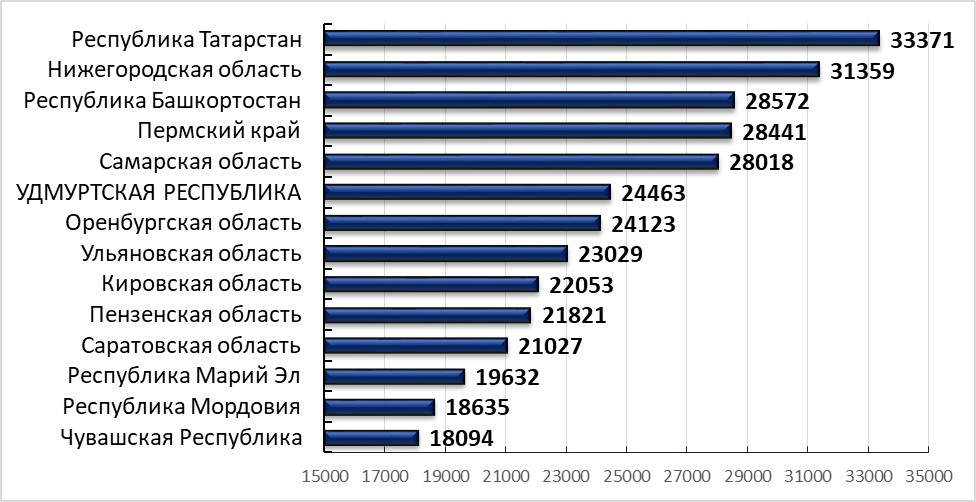 Республика Татарстан 33371
Нижегородская область 31359
Республика Башкортостан 28572
Пермский край 28441
Самарская область 28018
УДМУРТСКАЯ РЕСПУБЛИКА 24463
Оренбургская область 24123
Ульяновская область 23029
Кировская область 22053
Пензенская область 21821
Саратовская область 21027
Республика Марий Эл 19632
Республика Мордовия 18635
Чувашская Республика 18094
15000 17000 19000 21000 23000 25000 27000 29000 31000 33000 35000